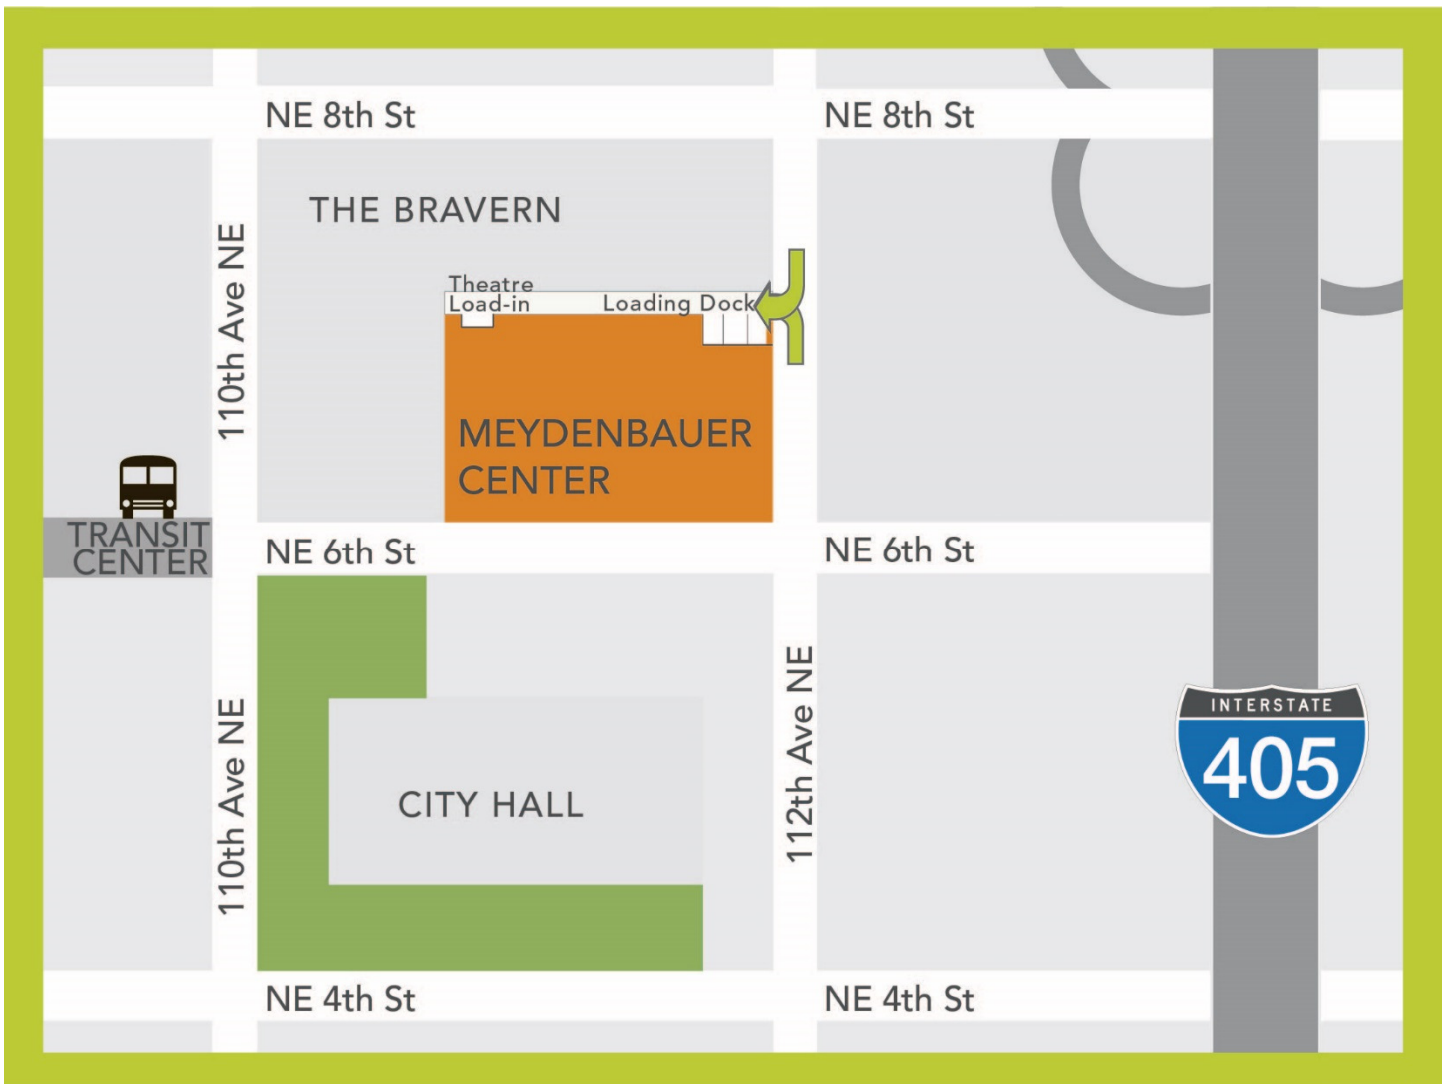 NE 8th St
NE 8th St
THE BRAVERN
110th Ave NE
Theatre
Load-in
Loading Dock
MEYDENBAUER
CENTER
TRANSIT
CENTER
NE 6th St
NE 6th St
110th Ave NE
112th Ave NE
INTERSTATE
405
CITY HALL
NE 4th St
NE 4th St